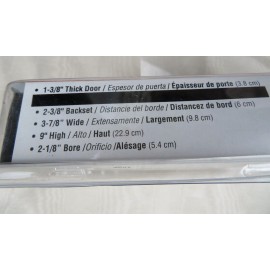 • 1-3/8" Thick Door / Espesor de puerta / Épaisseur de porte (3.8 cm)
• 2-3/8" Backset / Distancia del borde / Distancez de bord (6 cm)
• 3-7/8" Wide / Extensamente / Largement (9.8 cm)
• 9" High / Alto / Haut (22.9 cm)
• 2-1/8" Bore / Orificio / Alésage (5.4 cm)